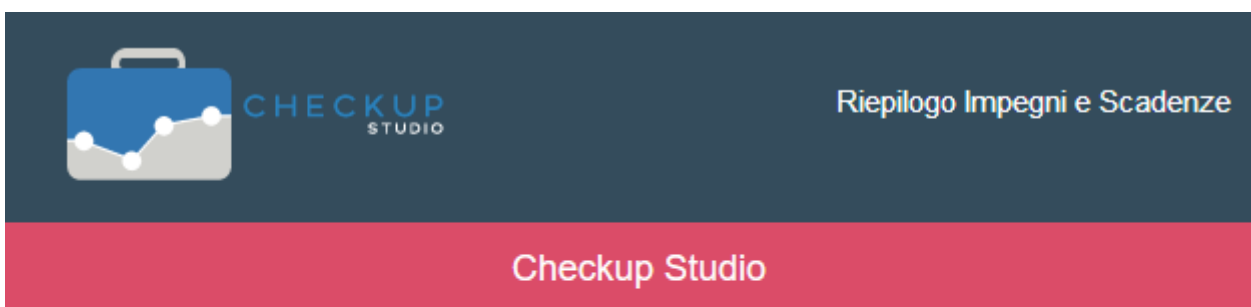 CHECKUP
STUDIO
Riepilogo Impegni e Scadenze
Checkup Studio